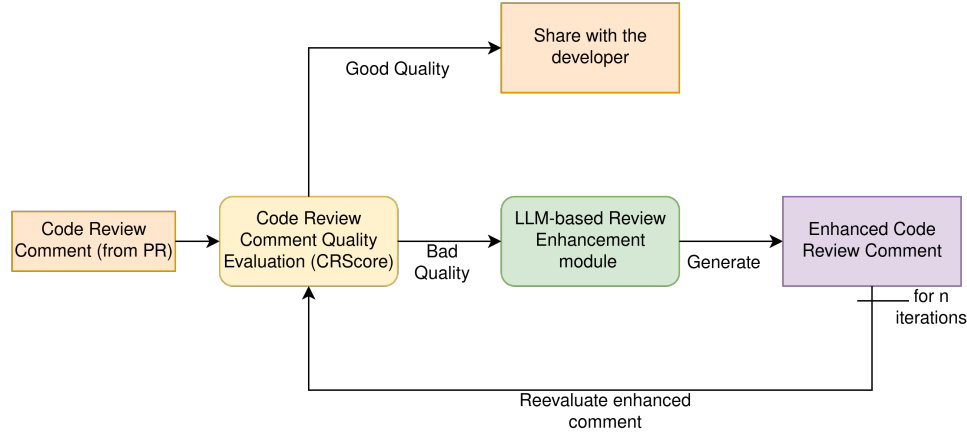 Share with the
developer
Good Quality
Code Review
Comment (from PR)
Code Review
Comment Quality
Evaluation (CRScore)
Bad
Quality
LLM-based Review
Enhancement
module
Generate
Enhanced Code
Review Comment
for n
iterations
Reevaluate enhanced
comment